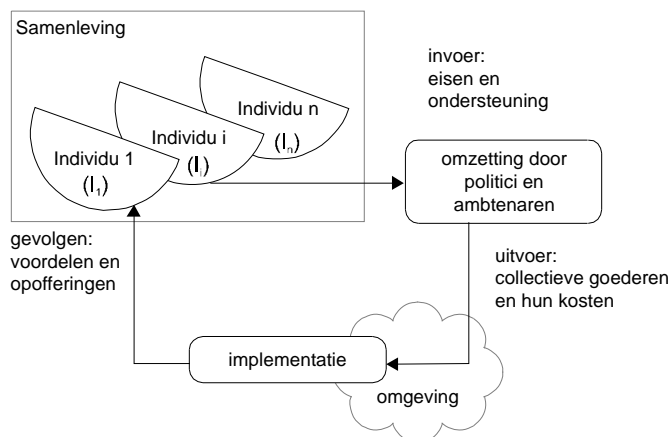 Samenleving
Individu n
(Iₙ)
Individu i
(Iᵢ)
Individu 1
(I₁)
invoer:
eisen en
ondersteuning
omzetting door
politici en
ambtenaren
gevolgen:
voordelen en
opofferingen
uitvoer:
collectieve goederen
en hun kosten
implementatie
omgeving